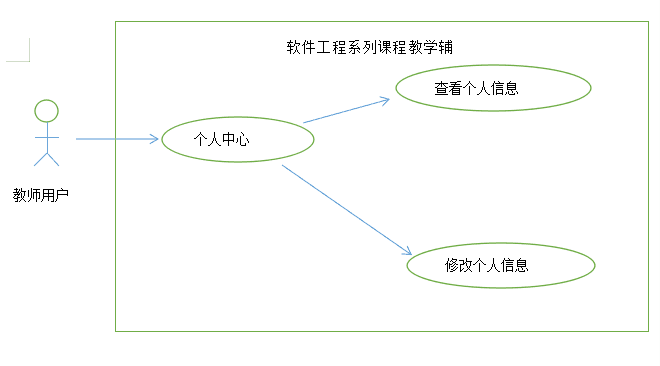 软件工程系列课程教学辅
查看个人信息
个人中心
教师用户
修改个人信息